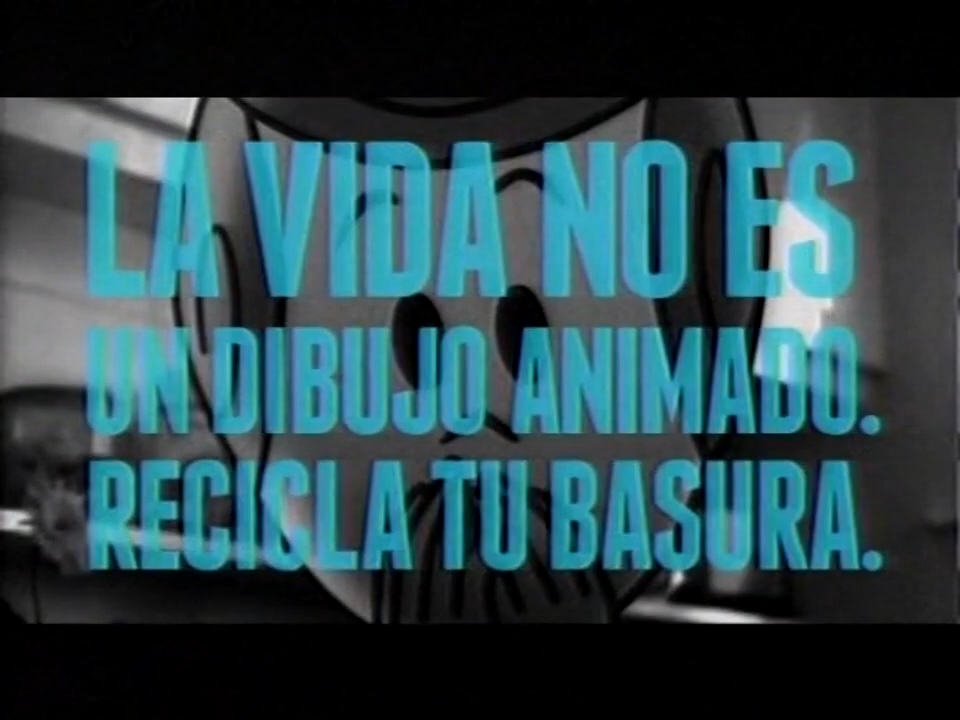 LA VIDA NO ES
UN DIBUJO ANIMADO.
RECICLA TU BASURA.